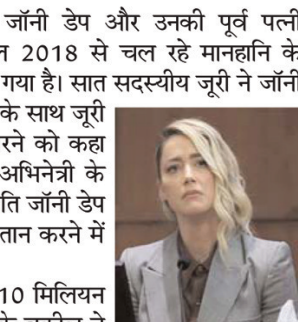 जॉनी डेप और उनकी पूर्व पत्नी
2018 से चल रहे मानहानि के
गया है। सात सदस्यीय जूरी ने जॉनी
के साथ जूरी
रने को कहा
अभिनेत्री के
ति जॉनी डेप
तान करने में
10 मिलियन